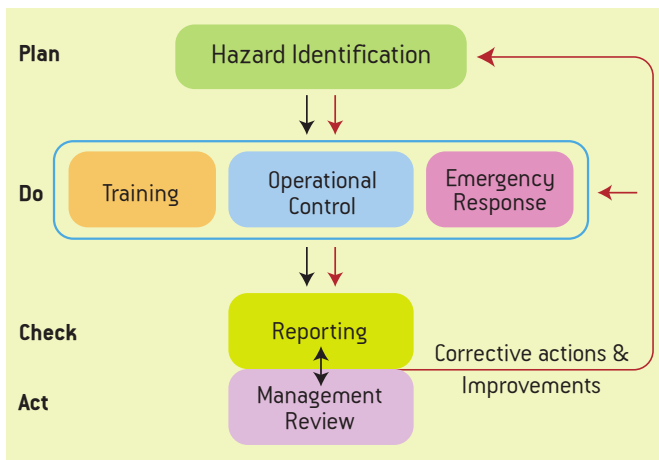 Plan
Hazard Identification
Do
Training
Operational
Control
Emergency
Response
Check
Reporting
Corrective actions &
Improvements
Act
Management
Review